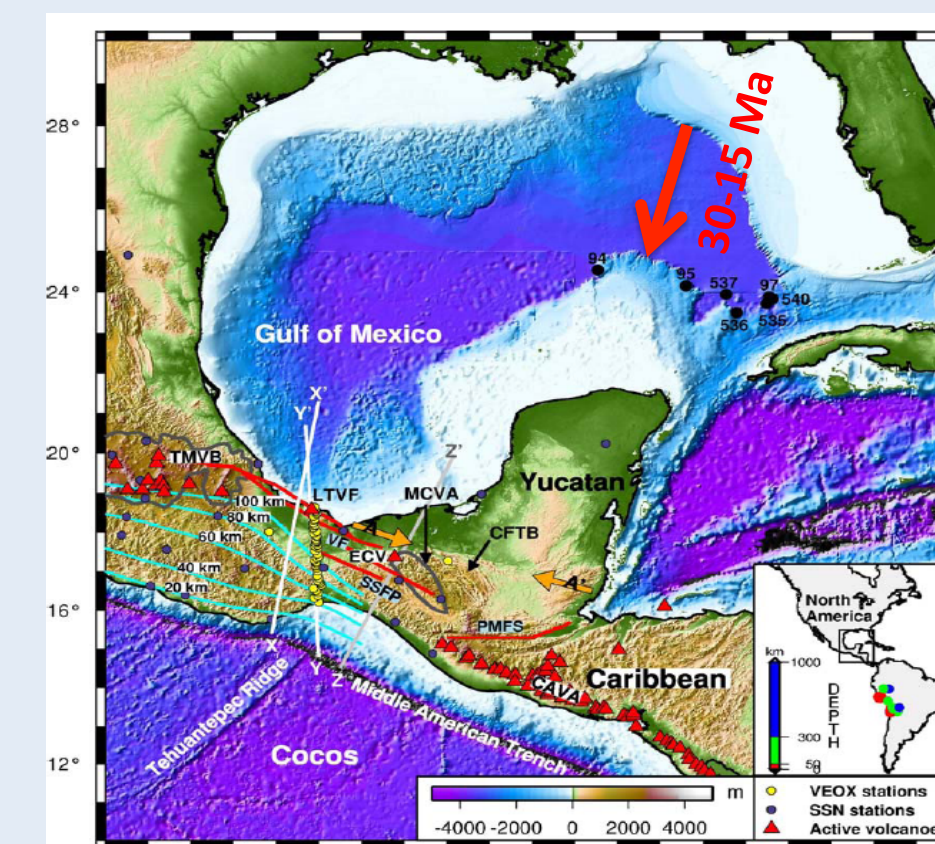 30-15 Ma
28°
24°
20°
16°
12°
94
95
537
97
540
536
535
Gulf of Mexico
X'
Y'
Z'
TMVB
LTVF
MCVA
Yucatan
100 km
80 km
60 km
40 km
20 km
A
VF
CFTB
ECV
SSFP
A'
PMFS
X
Y
Z
Caribbean
CAVA
Tehuantepec Ridge
Middle American Trench
Cocos
North
America
km
1000
300
50
0
DEPTH
m
-4000 -2000 0 2000 4000
VEOX stations
SSN stations
Active volcanoe